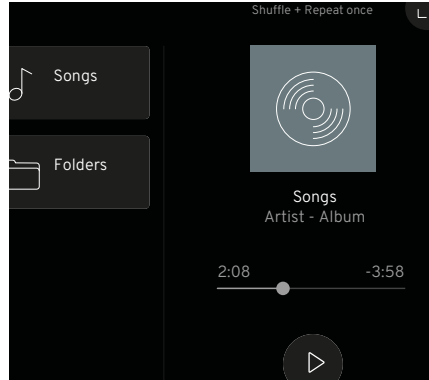 Shuffle + Repeat once
Songs
Folders
Songs
Artist - Album
2:08
-3:58